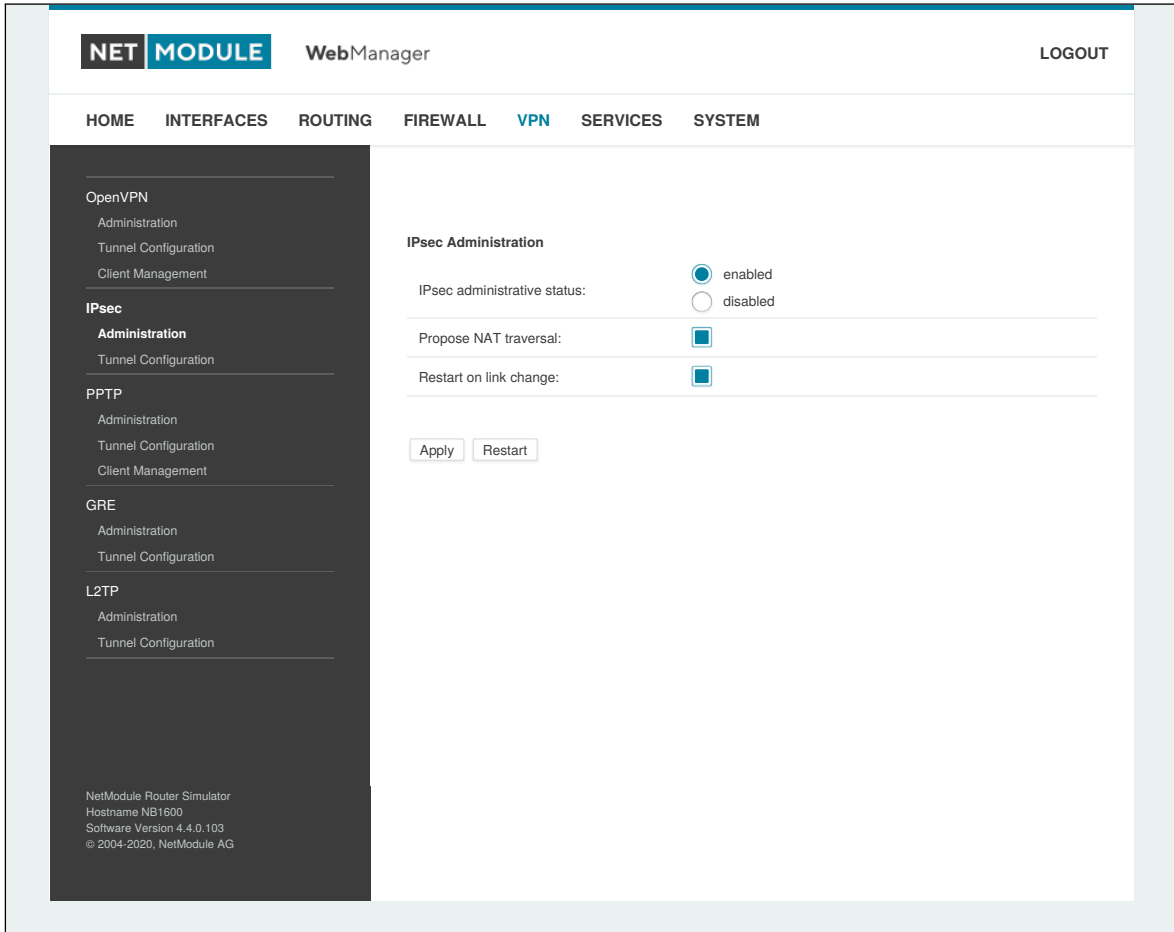 NET MODULE WebManager LOGOUT
HOME INTERFACES ROUTING FIREWALL VPN SERVICES SYSTEM
OpenVPN
Administration
Tunnel Configuration
Client Management
IPsec
Administration
Tunnel Configuration
PPTP
Administration
Tunnel Configuration
Client Management
GRE
Administration
Tunnel Configuration
L2TP
Administration
Tunnel Configuration
NetModule Router Simulator
Hostname NB1600
Software Version 4.4.0.103
© 2004-2020, NetModule AG
IPsec Administration
IPsec administrative status:
enabled
disabled
Propose NAT traversal:
Restart on link change:
Apply Restart